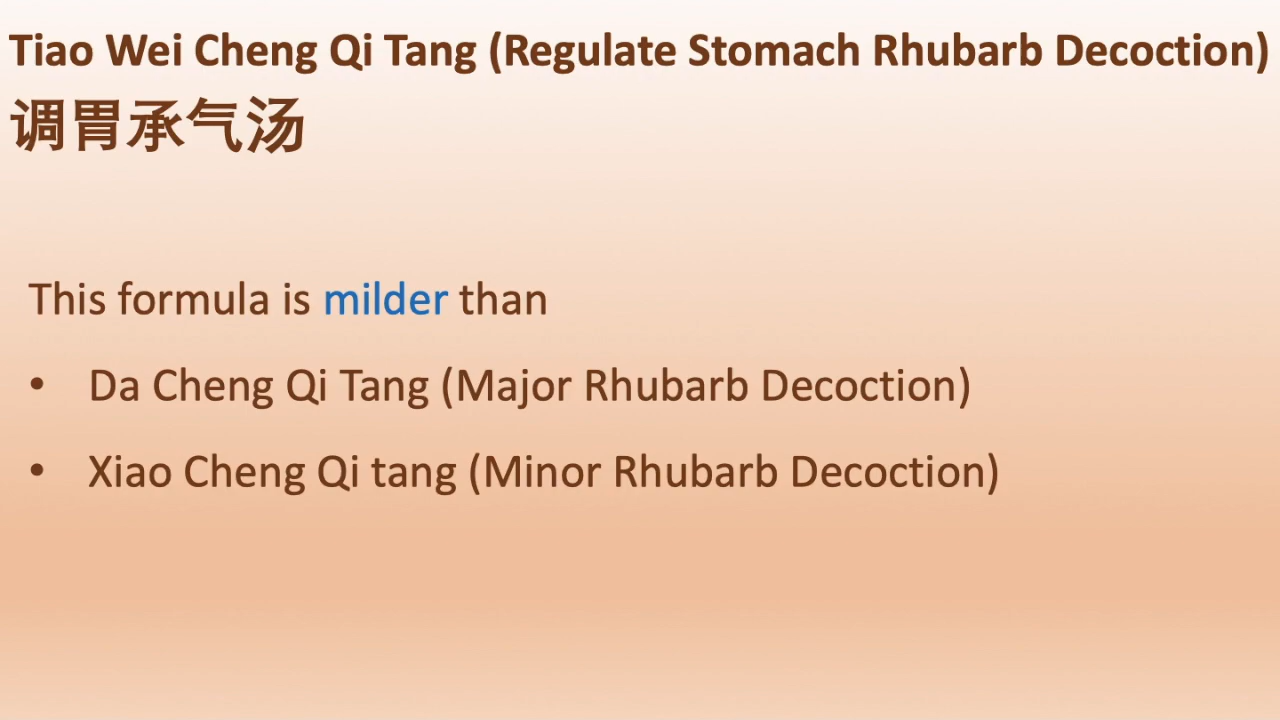 Tiao Wei Cheng Qi Tang (Regulate Stomach Rhubarb Decoction)
调胃承气汤
This formula is milder than
• Da Cheng Qi Tang (Major Rhubarb Decoction)
• Xiao Cheng Qi tang (Minor Rhubarb Decoction)